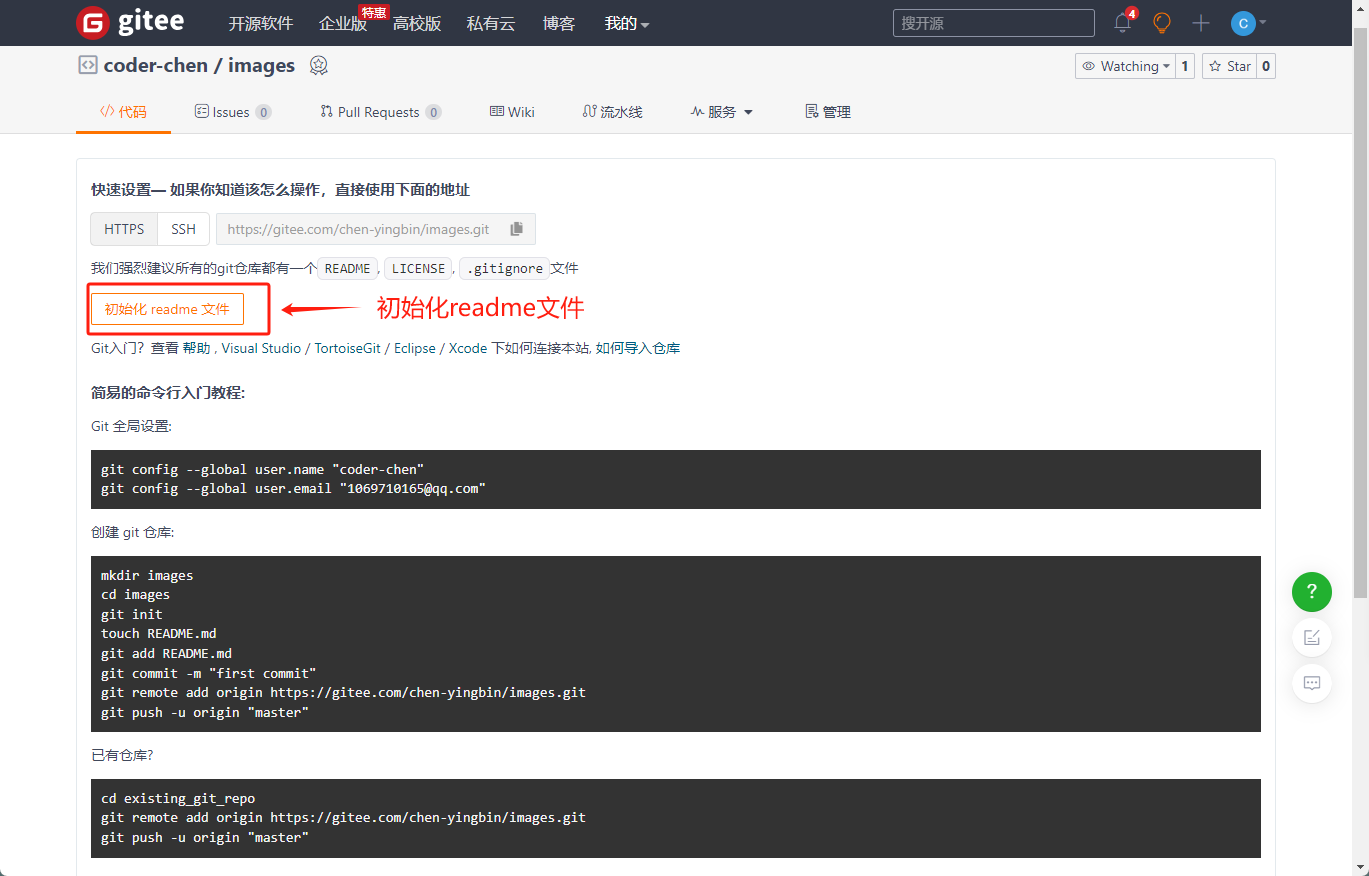 gitee
开源软件 企业版 特惠 高校版 私有云 博客 我的 搜开源 4 C
coder-chen / images Watching 1 Star 0
代码 Issues 0 Pull Requests 0 Wiki 流水线 服务 管理
快速设置— 如果你知道该怎么操作，直接使用下面的地址
HTTPS SSH https://gitee.com/chen-yingbin/images.git
我们强烈建议所有的git仓库都有一个 README, LICENSE, .gitignore 文件
初始化 readme 文件 初始化readme文件
Git入门？查看 帮助 , Visual Studio / TortoiseGit / Eclipse / Xcode 下如何连接本站, 如何导入仓库
简易的命令行入门教程:
Git 全局设置:
git config --global user.name "coder-chen"
git config --global user.email "1069710165@qq.com"
创建 git 仓库:
mkdir images
cd images
git init
touch README.md
git add README.md
git commit -m "first commit"
git remote add origin https://gitee.com/chen-yingbin/images.git
git push -u origin "master"
已有仓库?
cd existing_git_repo
git remote add origin https://gitee.com/chen-yingbin/images.git
git push -u origin "master"
?